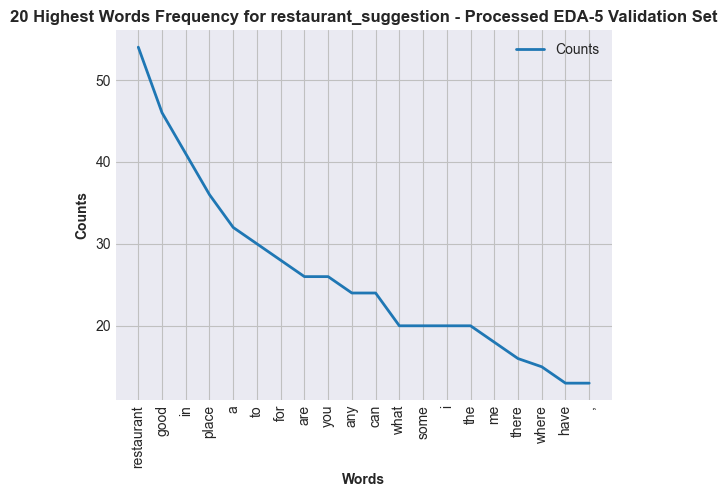 20 Highest Words Frequency for restaurant_suggestion - Processed EDA-5 Validation Set
Counts
50
40
30
20
Counts
restaurant
good
in
place
a
to
for
are
you
any
can
what
some
i
the
me
there
where
have
,
Words